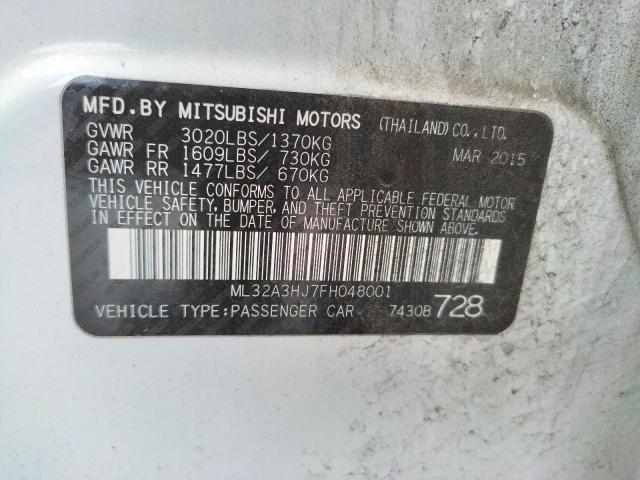 MFD.BY MITSUBISHI MOTORS (THAILAND)CO.,LTD.
GVWR 3020LBS/1370KG MAR 2015
GAWR FR 1609LBS/ 730KG
GAWR RR 1477LBS/ 670KG
THIS VEHICLE CONFORMS TO ALL APPLICABLE FEDERAL MOTOR
VEHICLE SAFETY, BUMPER, AND THEFT PREVENTION STANDARDS
IN EFFECT ON THE DATE OF MANUFACTURE SHOWN ABOVE.
ML32A3HJ7FH048001
VEHICLE TYPE:PASSENGER CAR 7430B 728